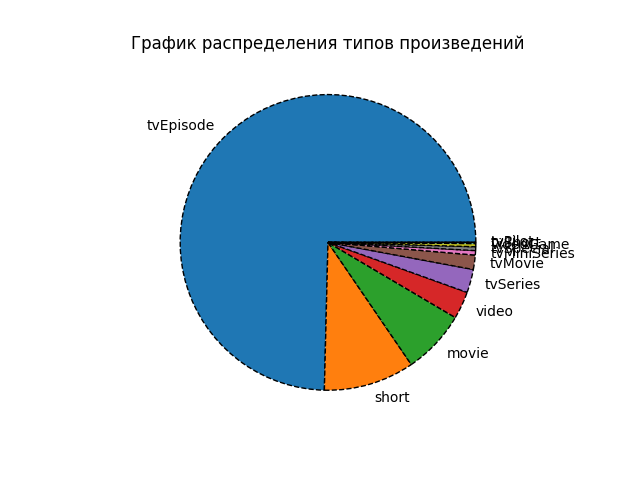 График распределения типов произведений
tvEpisode
tvMiniSeries
tvMovie
tvSeries
video
movie
short